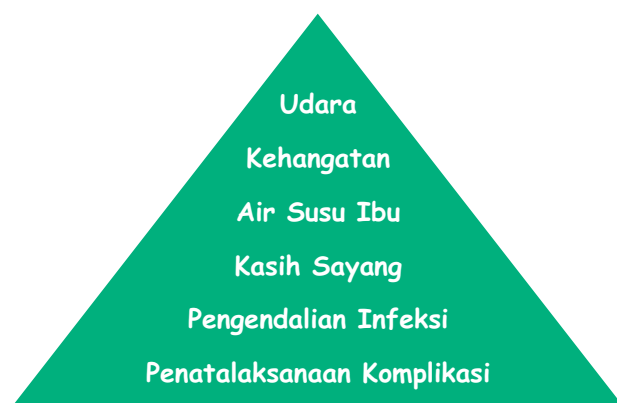 Udara
Kehangatan
Air Susu Ibu
Kasih Sayang
Pengendalian Infeksi
Penatalaksanaan Komplikasi